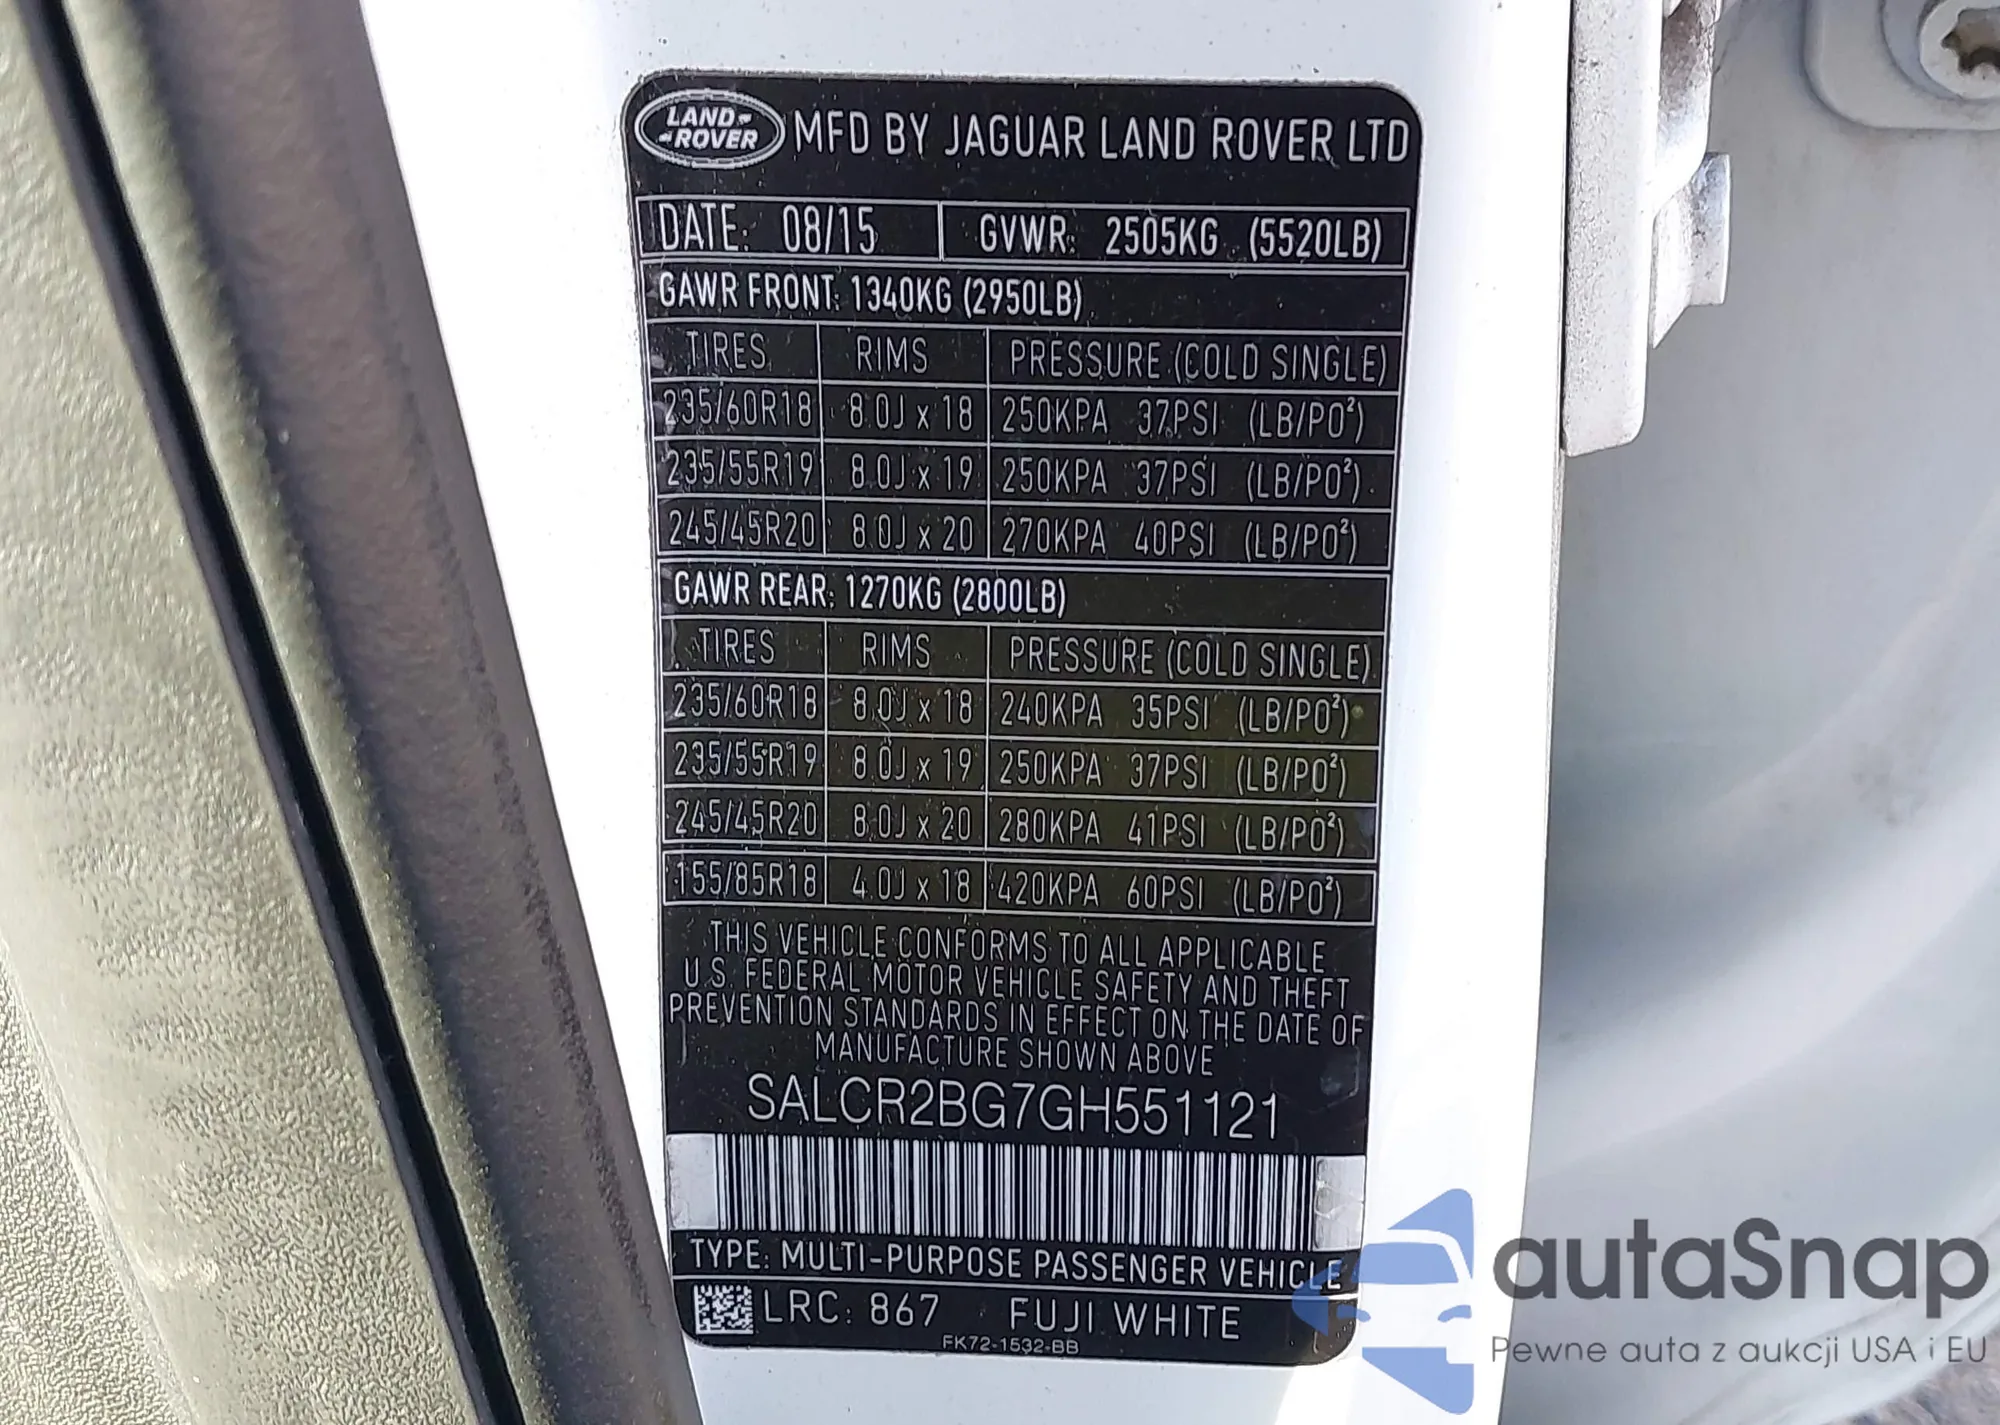 LAND
ROVER
MFD BY JAGUAR LAND ROVER LTD
DATE: 08/15 GVWR: 2505KG (5520LB)
GAWR FRONT: 1340KG (2950LB)
TIRES RIMS PRESSURE (COLD SINGLE)
235/60R18 8.0J x 18 250KPA 37PSI (LB/PO²)
235/55R19 8.0J x 19 250KPA 37PSI (LB/PO²)
245/45R20 8.0J x 20 270KPA 40PSI (LB/PO²)
GAWR REAR: 1270KG (2800LB)
TIRES RIMS PRESSURE (COLD SINGLE)
235/60R18 8.0J x 18 240KPA 35PSI (LB/PO²)
235/55R19 8.0J x 19 250KPA 37PSI (LB/PO²)
245/45R20 8.0J x 20 280KPA 41PSI (LB/PO²)
155/85R18 4.0J x 18 420KPA 60PSI (LB/PO²)
THIS VEHICLE CONFORMS TO ALL APPLICABLE
U.S. FEDERAL MOTOR VEHICLE SAFETY AND THEFT
PREVENTION STANDARDS IN EFFECT ON THE DATE OF
MANUFACTURE SHOWN ABOVE
SALCR2BG7GH551121
TYPE: MULTI-PURPOSE PASSENGER VEHICLE
LRC: 867 FUJI WHITE
FK72-1532-BB
autaSnap
Pewne auta z aukcji USA i EU